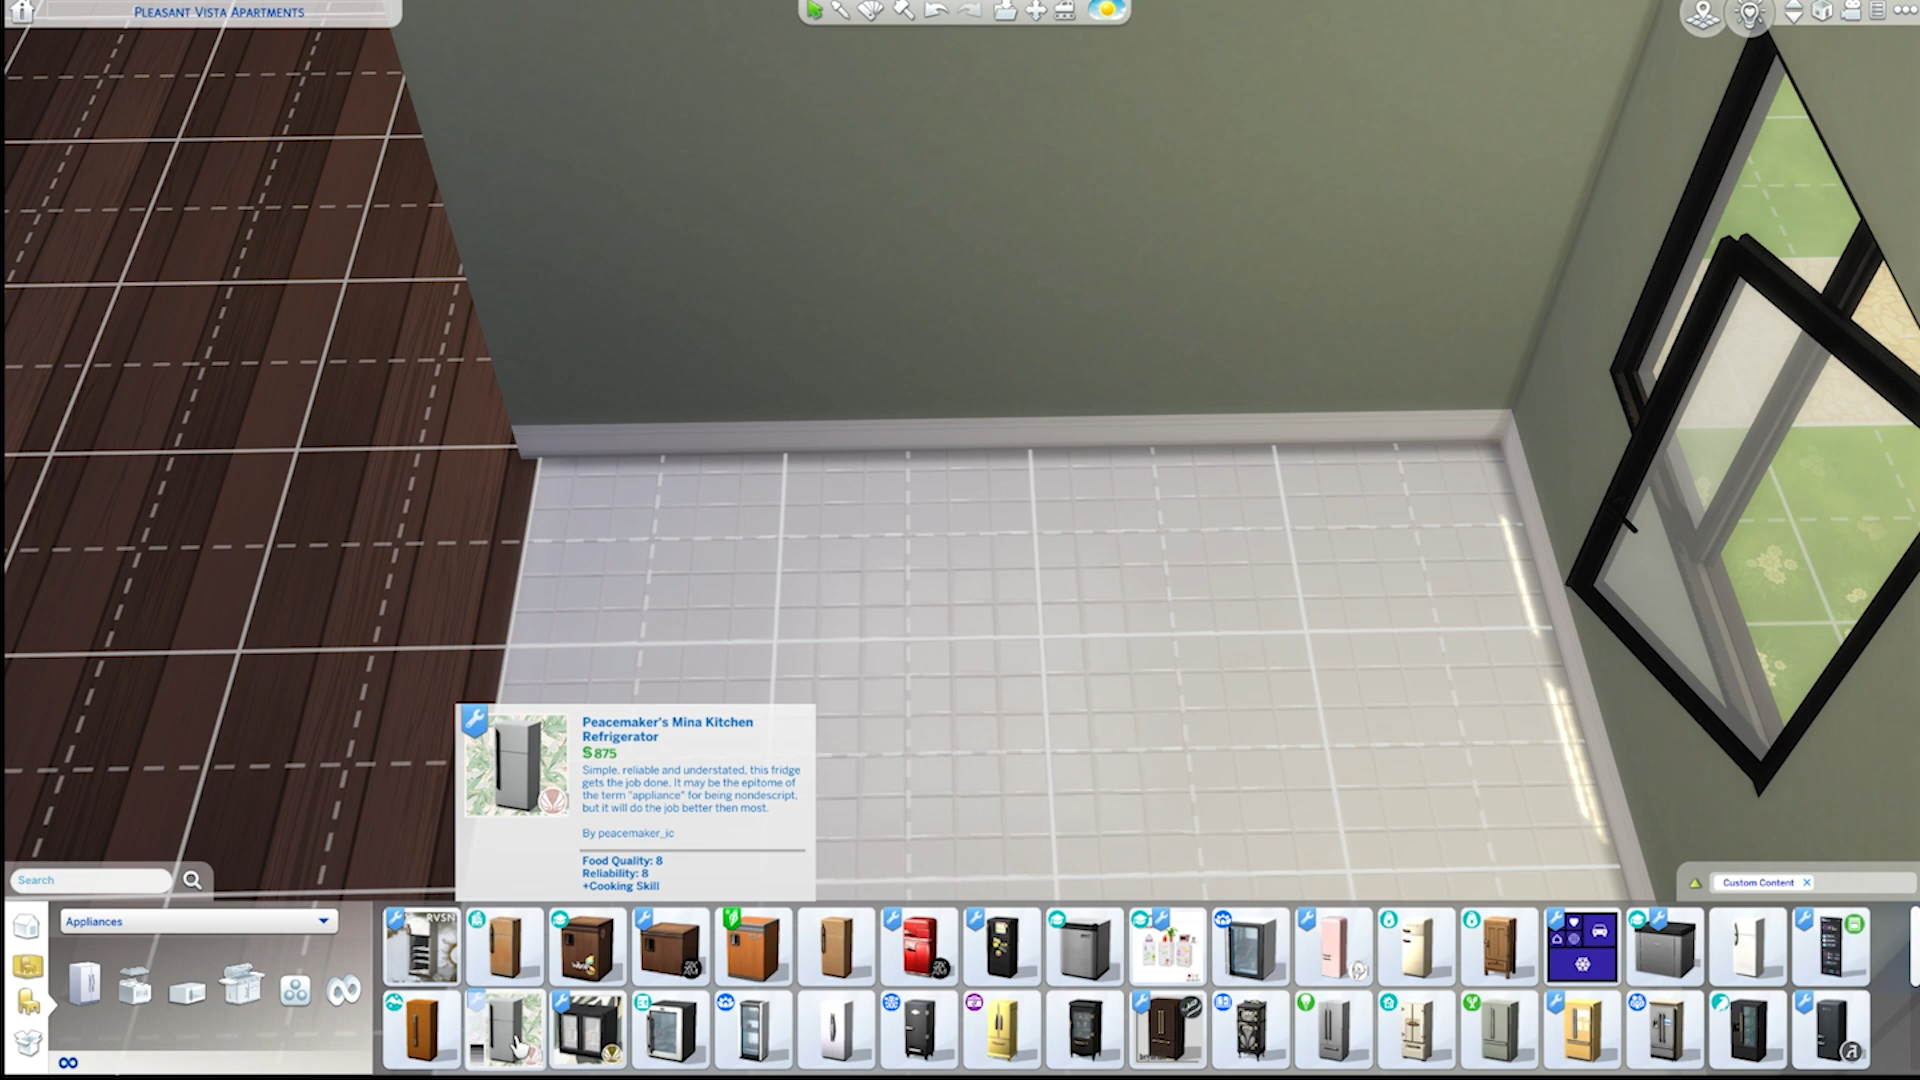 PLEASANT VISTA APARTMENTS
Peacemaker's Mina Kitchen
Refrigerator
$875
Simple, reliable and understated, this fridge
gets the job done. It may be the epitome of
the term "appliance" for being nondescript,
but it will do the job better then most.
By peacemaker_ic
Food Quality: 8
Reliability: 8
+Cooking Skill
Search
Custom Content
Appliances
RVSN